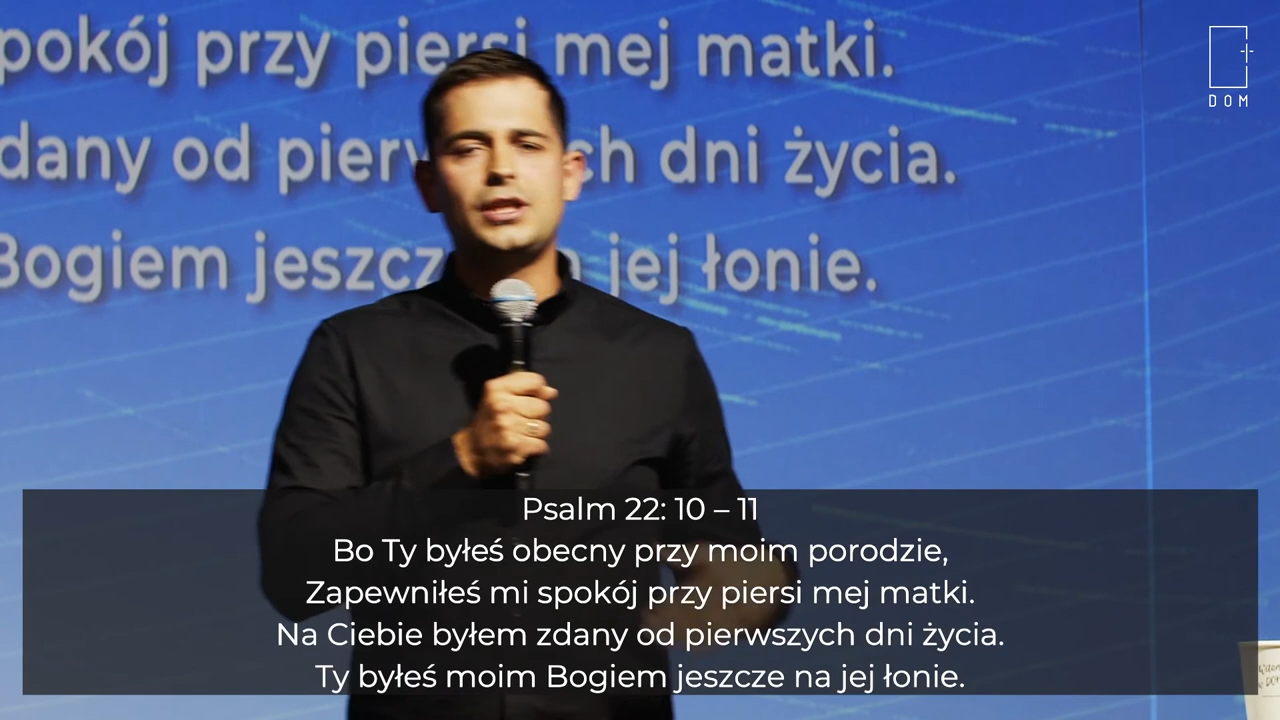 pokój przy piersi mej matki.
dany od pierw ch dni życia.
Bogiem jeszcz jej łonie.
DOM
Psalm 22: 10 – 11
Bo Ty byłeś obecny przy moim porodzie,
Zapewniłeś mi spokój przy piersi mej matki.
Na Ciebie byłem zdany od pierwszych dni życia.
Ty byłeś moim Bogiem jeszcze na jej łonie.